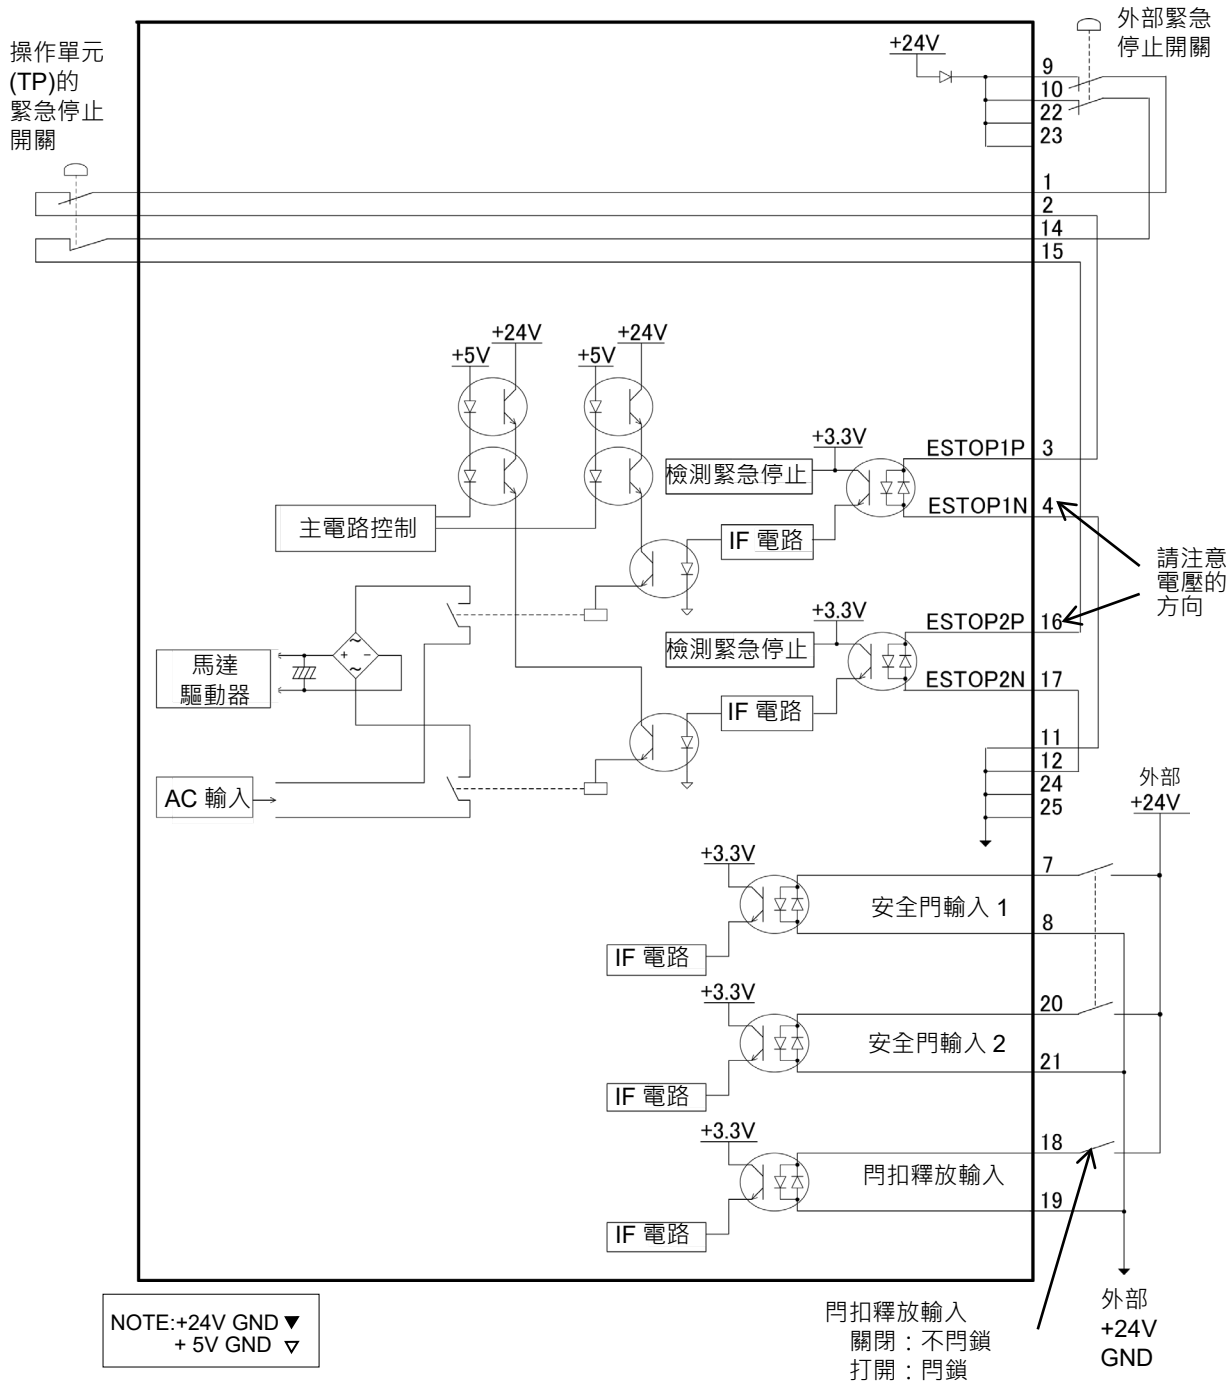 操作單元
(TP)的
緊急停止
開關
+24V
外部緊急
停止開關
9
10
22
23
1
2
14
15
+24V
+5V
+24V
+5V
+3.3V
檢測緊急停止
ESTOP1P 3
ESTOP1N 4
主電路控制
IF 電路
請注意
電壓的
方向
+3.3V
檢測緊急停止
ESTOP2P 16
ESTOP2N 17
IF 電路
馬達
驅動器
~
+ -
~
AC 輸入
11
12
24
25
外部
+24V
+3.3V
7
安全門輸入 1
8
IF 電路
+3.3V
20
安全門輸入 2
21
IF 電路
+3.3V
18
閂扣釋放輸入
19
IF 電路
NOTE:+24V GND ▼
+ 5V GND ▽
閂扣釋放輸入
關閉：不閂鎖
打開：閂鎖
外部
+24V
GND